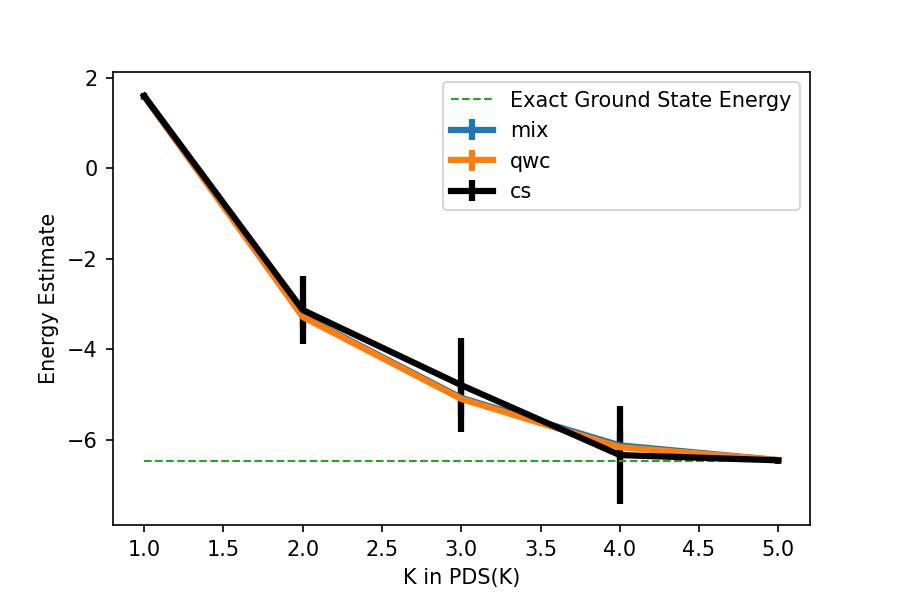 2
0
−2
−4
−6
Energy Estimate
Exact Ground State Energy
mix
qwc
cs
1.0 1.5 2.0 2.5 3.0 3.5 4.0 4.5 5.0
K in PDS(K)